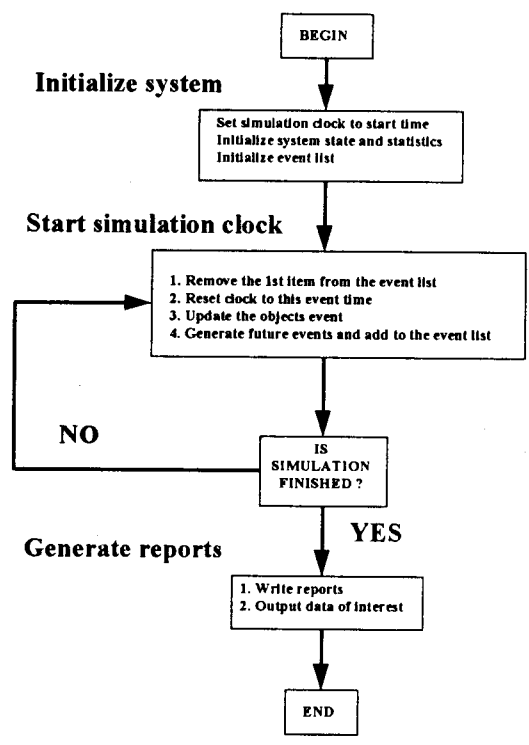 BEGIN
Initialize system
Set simulation clock to start time
Initialize system state and statistics
Initialize event list
Start simulation clock
1. Remove the 1st item from the event list
2. Reset clock to this event time
3. Update the objects event
4. Generate future events and add to the event list
NO
IS
SIMULATION
FINISHED ?
YES
Generate reports
1. Write reports
2. Output data of interest
END